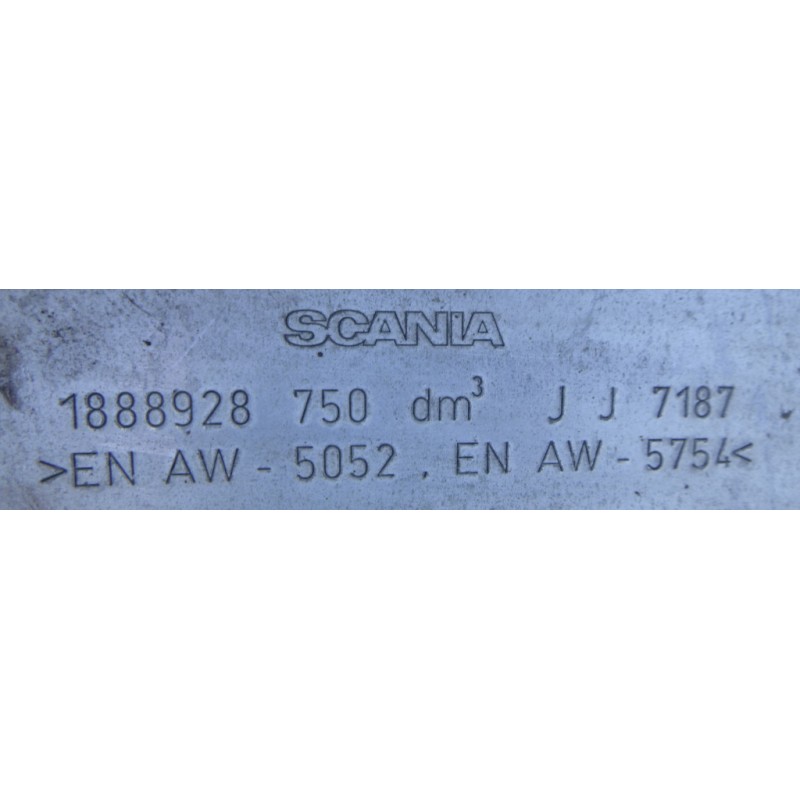 SCANIA
1888928 750 dm³ J J 7187
>EN AW - 5052 , EN AW - 5754<